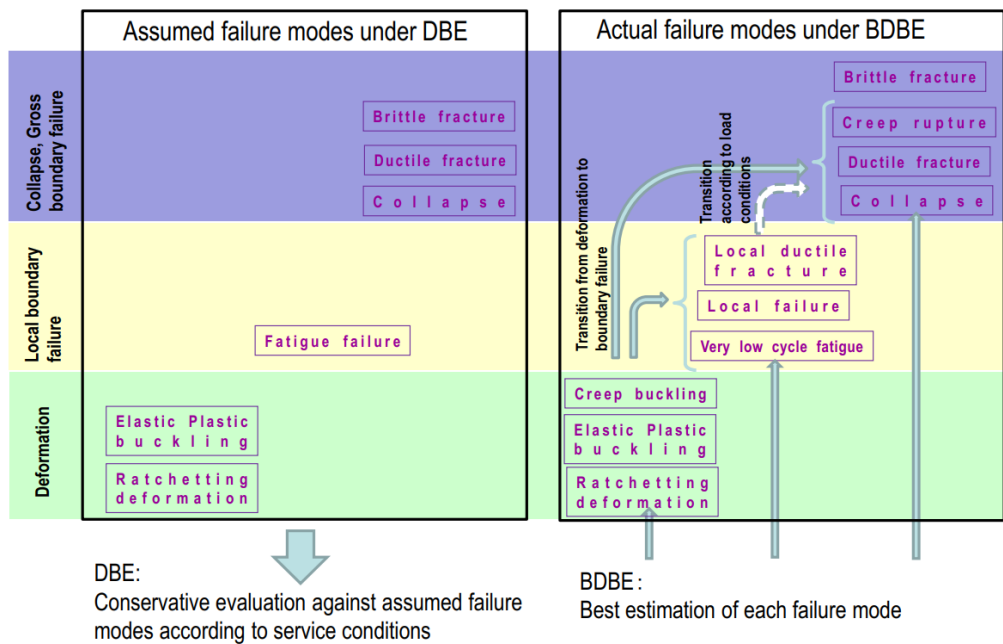 Assumed failure modes under DBE
Actual failure modes under BDBE
Collapse, Gross
boundary failure
Brittle fracture
Ductile fracture
Collapse
Brittle fracture
Creep rupture
Ductile fracture
Collapse
Transition from deformation to
boundary failure
Transition
according to load
conditions
Local boundary
failure
Fatigue failure
Local ductile
fracture
Local failure
Very low cycle fatigue
Deformation
Elastic Plastic
buckling
Ratchetting
deformation
Creep buckling
Elastic Plastic
buckling
Ratchetting
deformation
DBE:
Conservative evaluation against assumed failure
modes according to service conditions
BDBE:
Best estimation of each failure mode